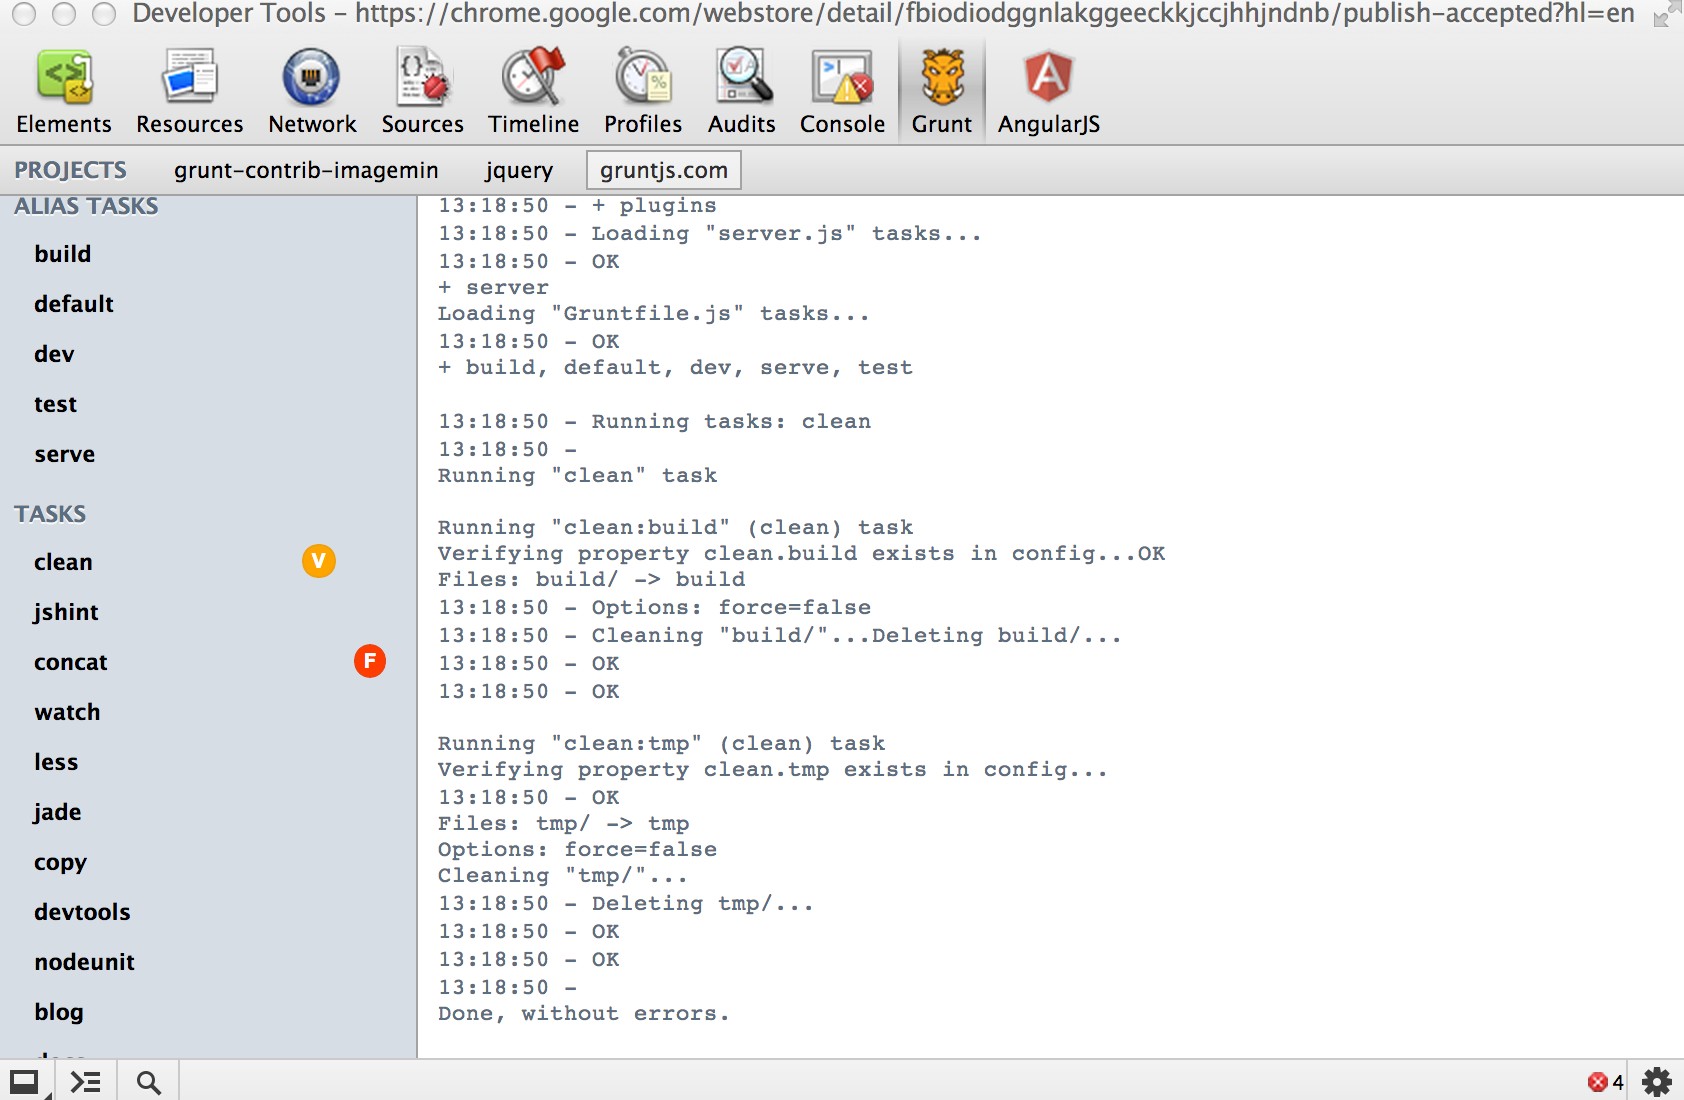 Developer Tools – https://chrome.google.com/webstore/detail/fbiodiodggnlakggeeckkjccjhhjndnb/publish-accepted?hl=en
Elements Resources Network Sources Timeline Profiles Audits Console Grunt AngularJS
PROJECTS grunt-contrib-imagemin jquery gruntjs.com
ALIAS TASKS
build
default
dev
test
serve
TASKS
clean V
jshint
concat F
watch
less
jade
copy
devtools
nodeunit
blog
13:18:50 - + plugins
13:18:50 - Loading "server.js" tasks...
13:18:50 - OK
+ server
Loading "Gruntfile.js" tasks...
13:18:50 - OK
+ build, default, dev, serve, test
13:18:50 - Running tasks: clean
13:18:50 -
Running "clean" task
Running "clean:build" (clean) task
Verifying property clean.build exists in config...OK
Files: build/ -> build
13:18:50 - Options: force=false
13:18:50 - Cleaning "build/"...Deleting build/...
13:18:50 - OK
13:18:50 - OK
Running "clean:tmp" (clean) task
Verifying property clean.tmp exists in config...
13:18:50 - OK
Files: tmp/ -> tmp
Options: force=false
Cleaning "tmp/"...
13:18:50 - Deleting tmp/...
13:18:50 - OK
13:18:50 - OK
13:18:50 -
Done, without errors.
4